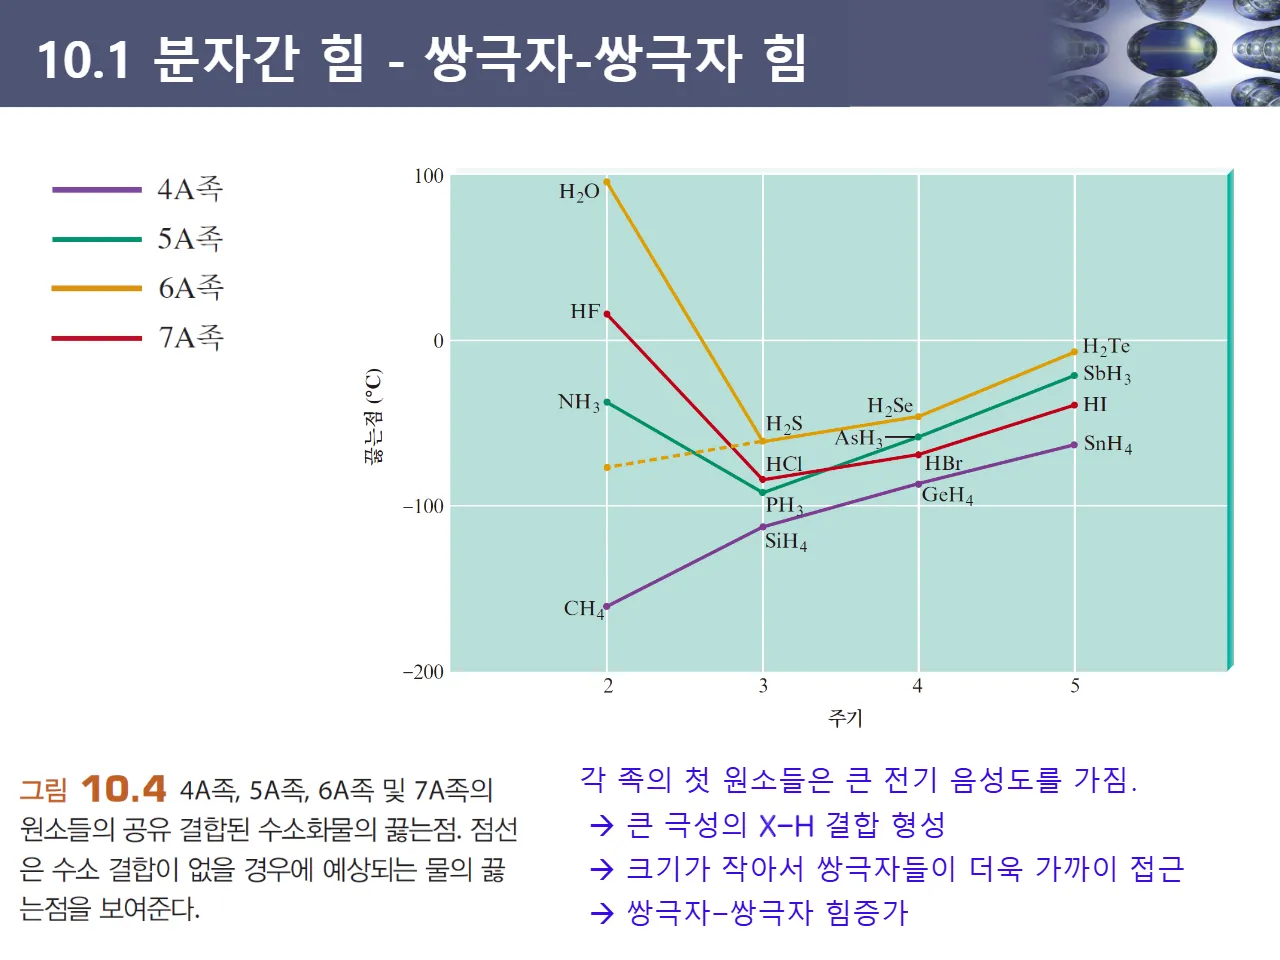 10.1 분자간 힘 - 쌍극자-쌍극자 힘
4A족
5A족
6A족
7A족
끓는점 (°C)
100
0
−100
−200
H₂O
HF
NH₃
CH₄
H₂S
HCl
PH₃
SiH₄
H₂Se
AsH₃
HBr
GeH₄
H₂Te
SbH₃
HI
SnH₄
2 3 4 5
주기
그림 10.4 4A족, 5A족, 6A족 및 7A족의
원소들의 공유 결합된 수소화물의 끓는점. 점선
은 수소 결합이 없을 경우에 예상되는 물의 끓
는점을 보여준다.
각 족의 첫 원소들은 큰 전기 음성도를 가짐.
→ 큰 극성의 X−H 결합 형성
→ 크기가 작아서 쌍극자들이 더욱 가까이 접근
→ 쌍극자−쌍극자 힘증가